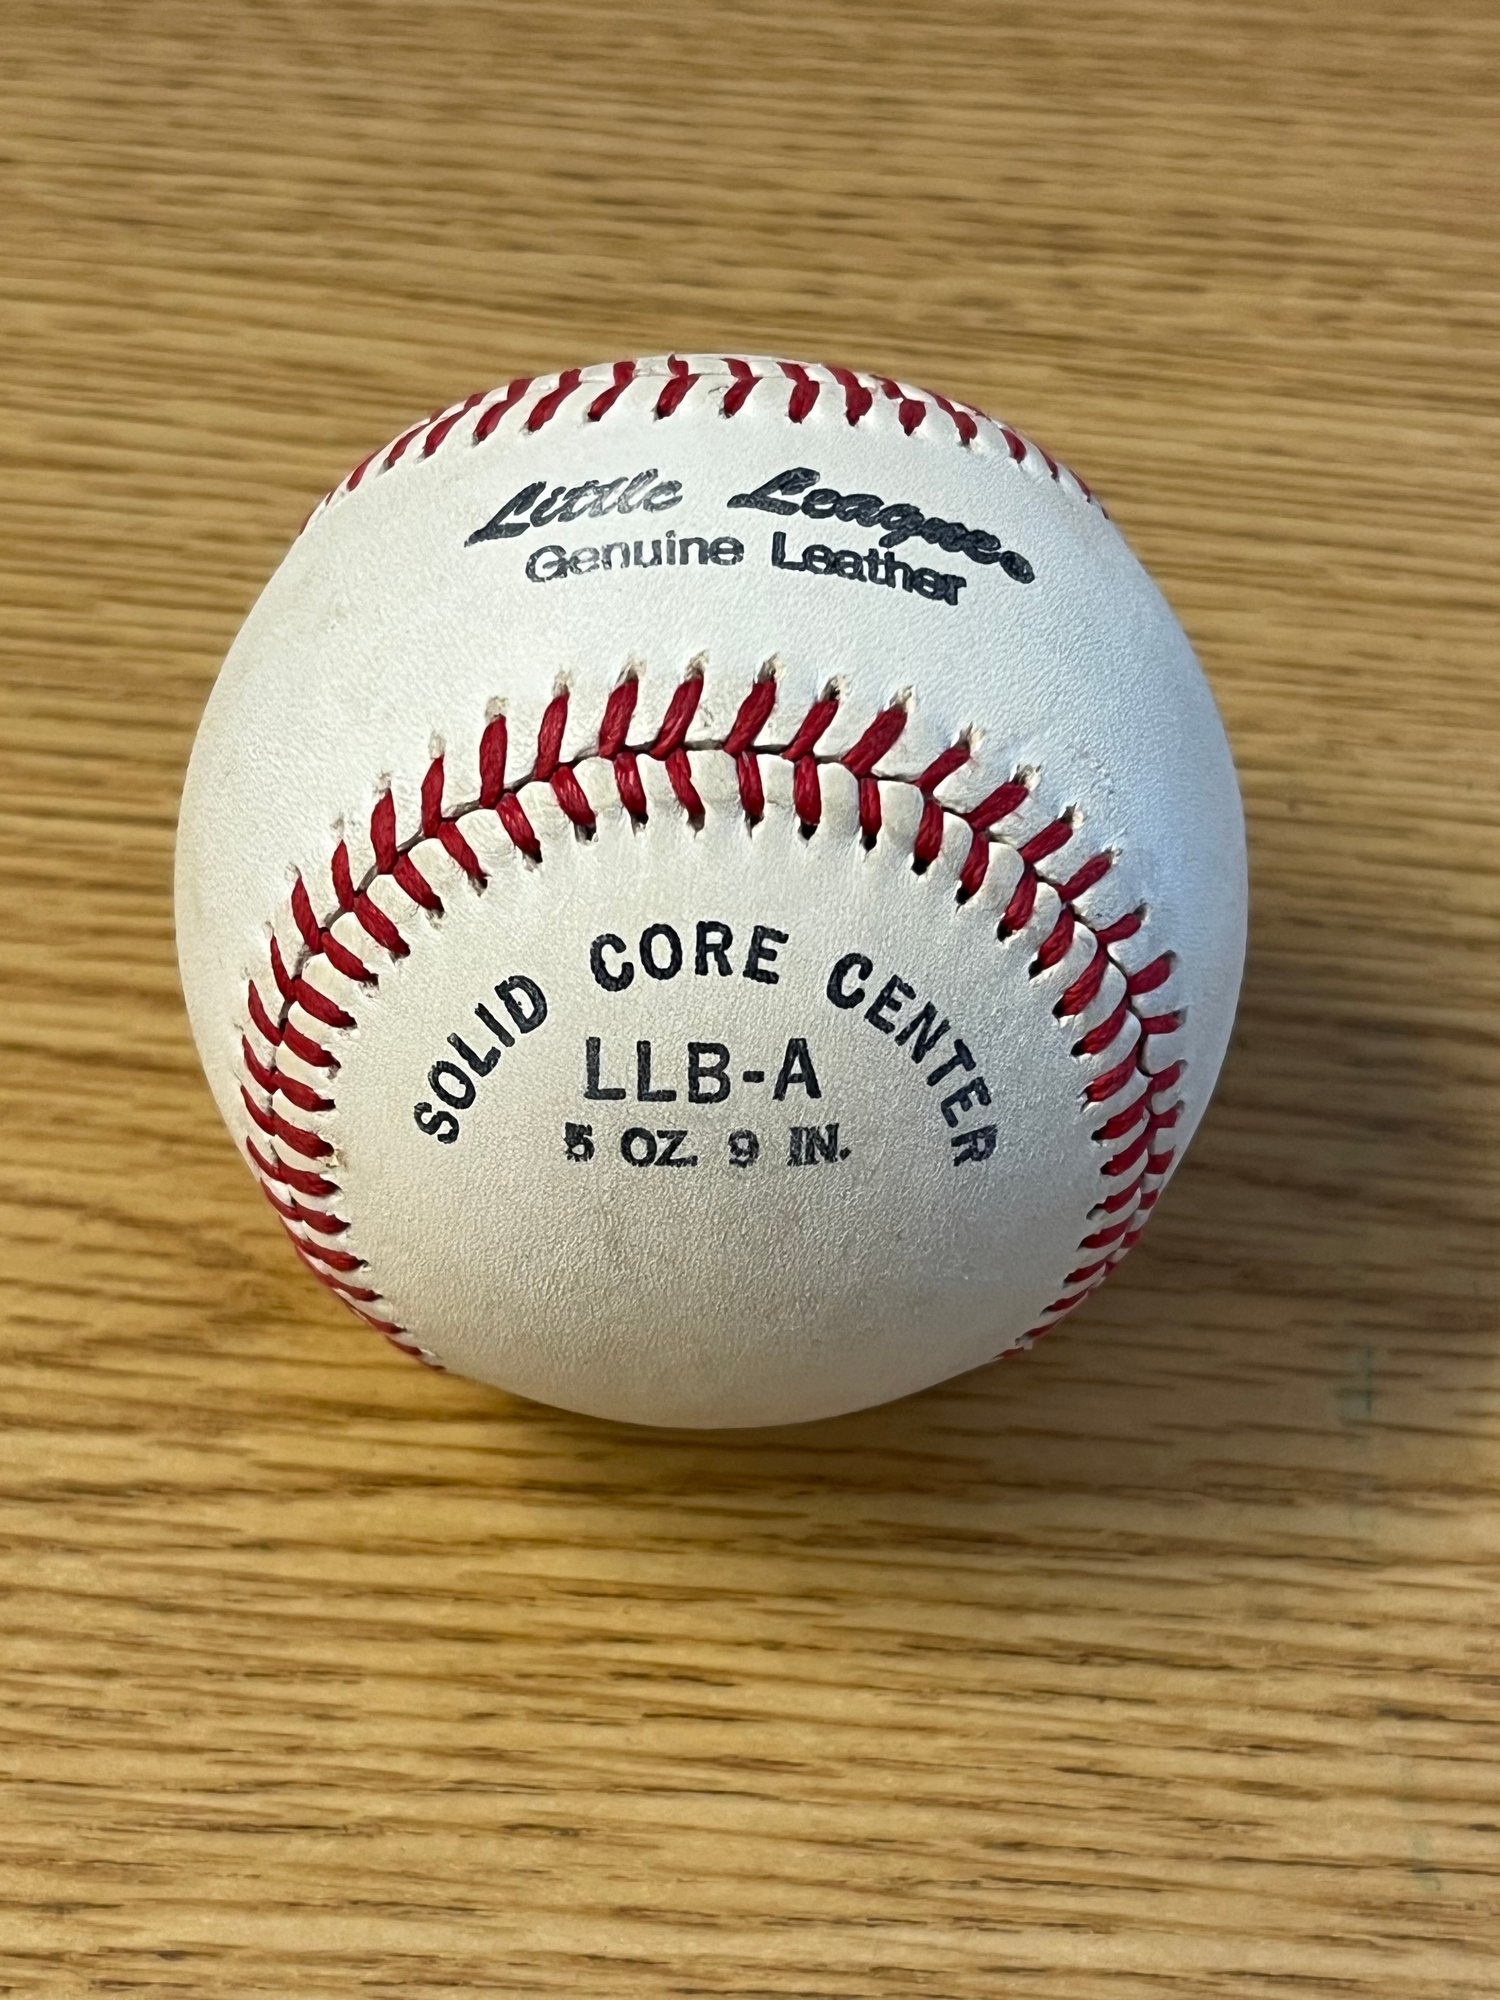 Little League®
Genuine Leather
SOLID CORE CENTER
LLB-A
5 OZ. 9 IN.